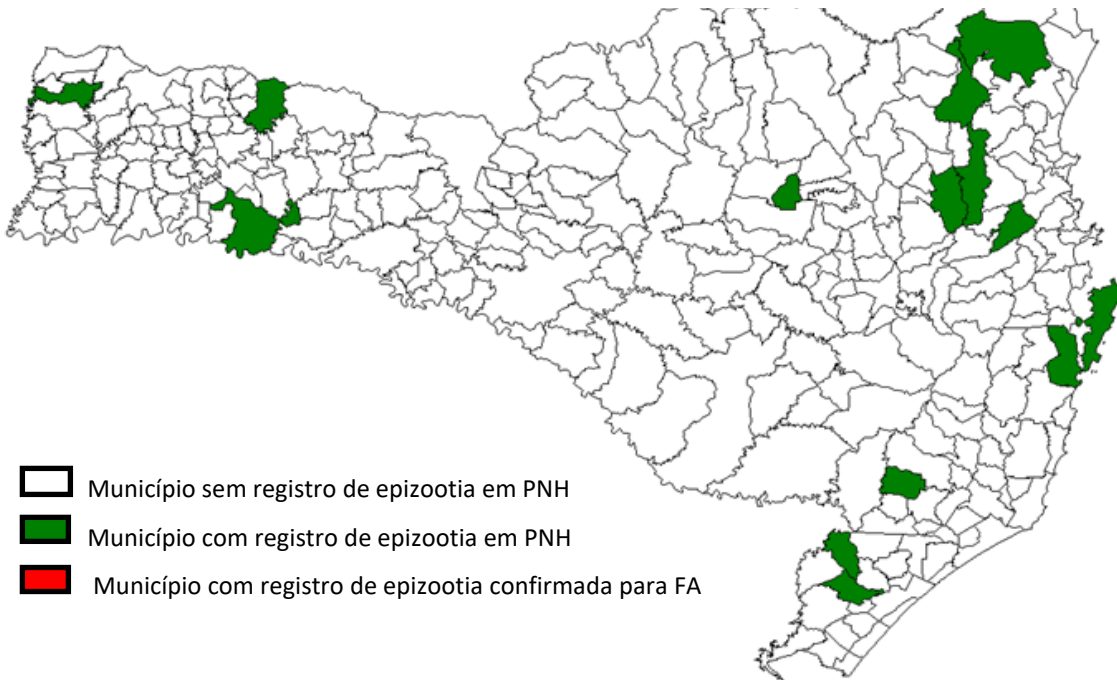 Município sem registro de epizootia em PNH
Município com registro de epizootia em PNH
Município com registro de epizootia confirmada para FA